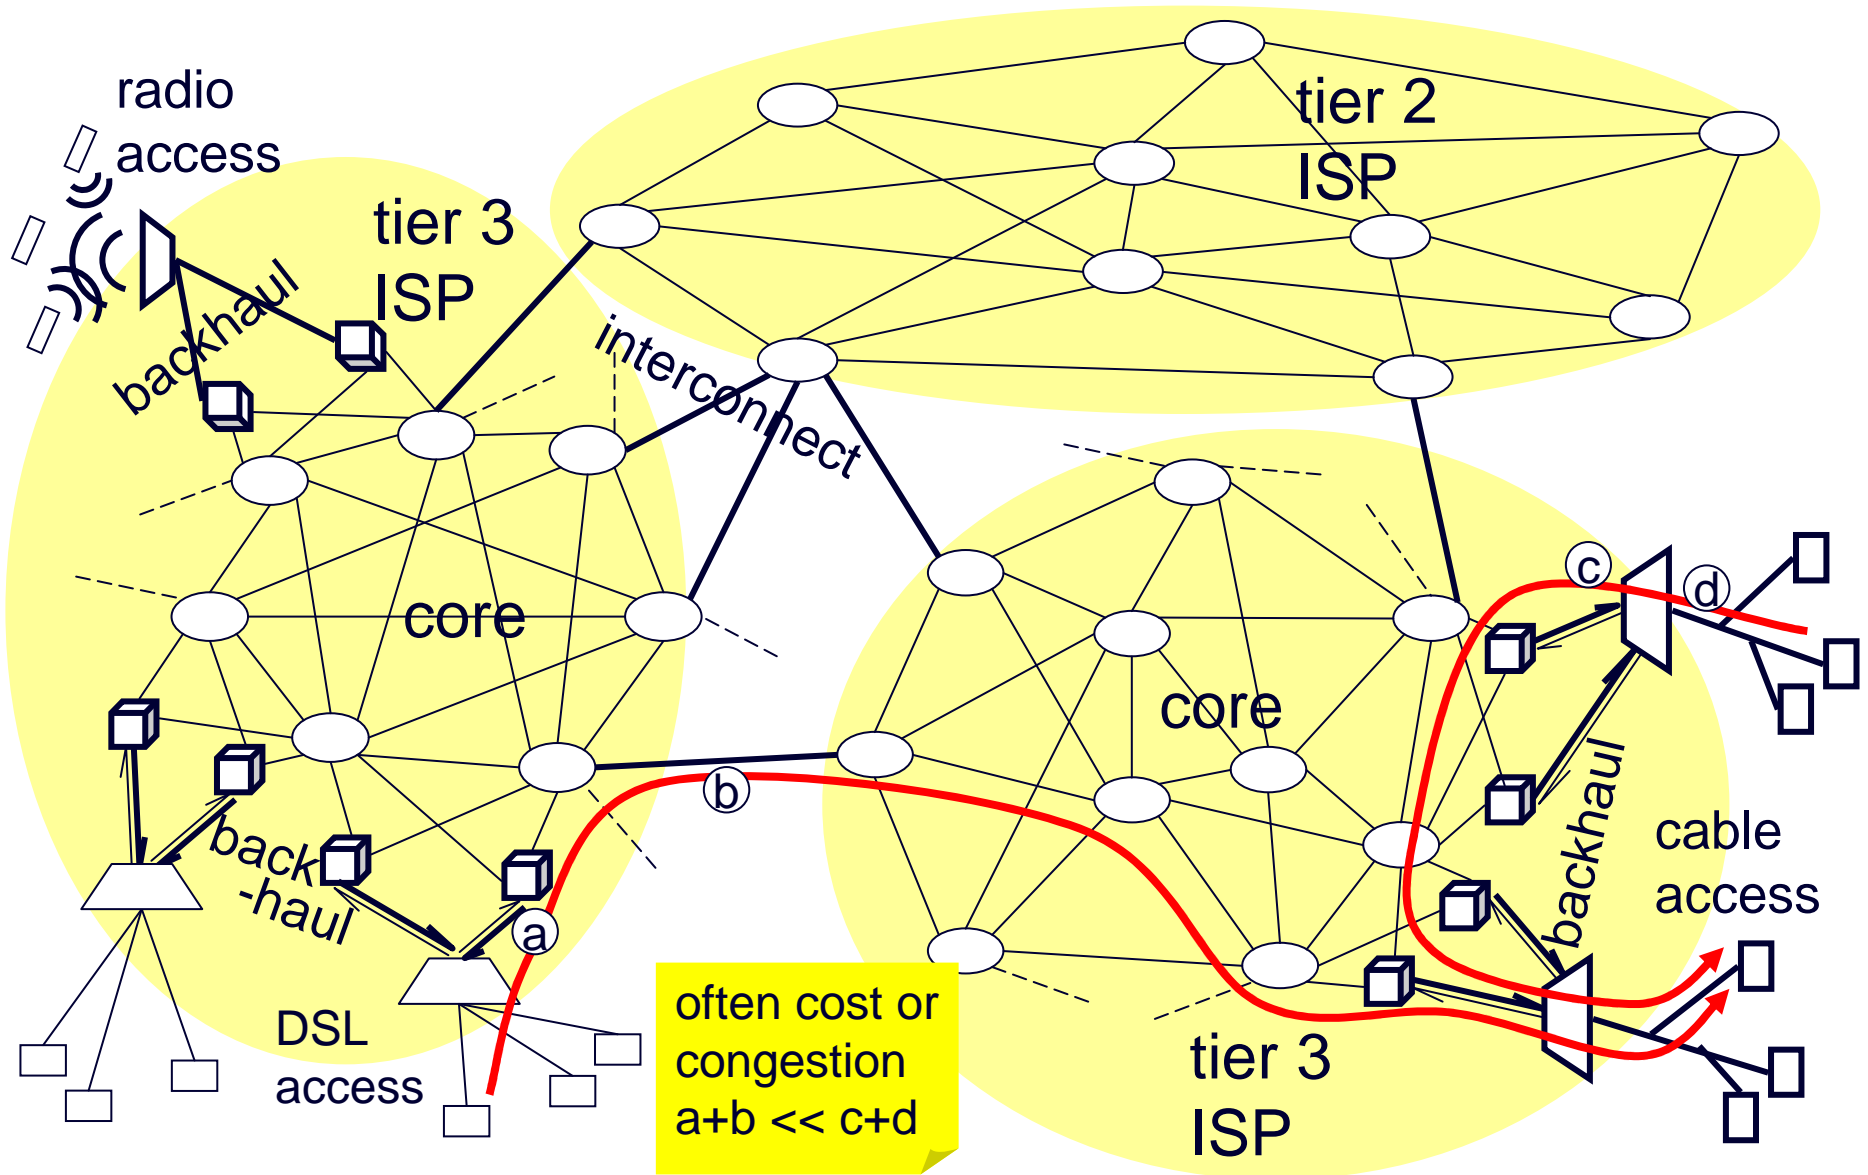 radio
access
tier 3
ISP
backhaul
tier 2
ISP
interconnect
core
back
-haul
DSL
access
a
b
often cost or
congestion
a+b << c+d
core
c
d
backhaul
cable
access
tier 3
ISP